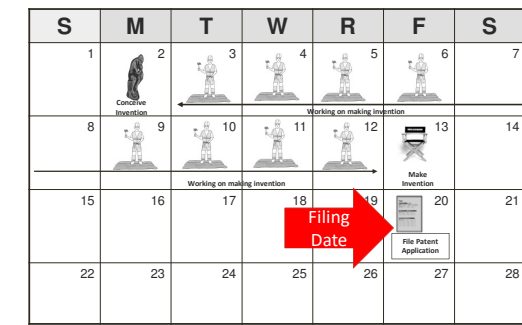 S M T W R F S
1 2 3 4 5 6 7
Conceive
Invention
Working on making invention
8 9 10 11 12 13 14
Working on making invention
Make
Invention
15 16 17 18 19 20 21
Filing
Date
File Patent
Application
22 23 24 25 26 27 28